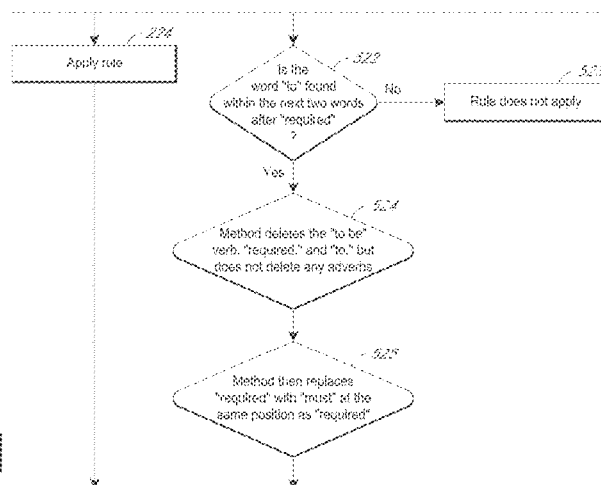 224
Apply rule
522
Is the
word "to" found
within the next two words
after "required"
?
No
Rule does not apply
Yes
524
Method deletes the "to be"
verb, "required," and "to," but
does not delete any adverbs
525
Method then replaces
"required" with "must" at the
same position as "required"